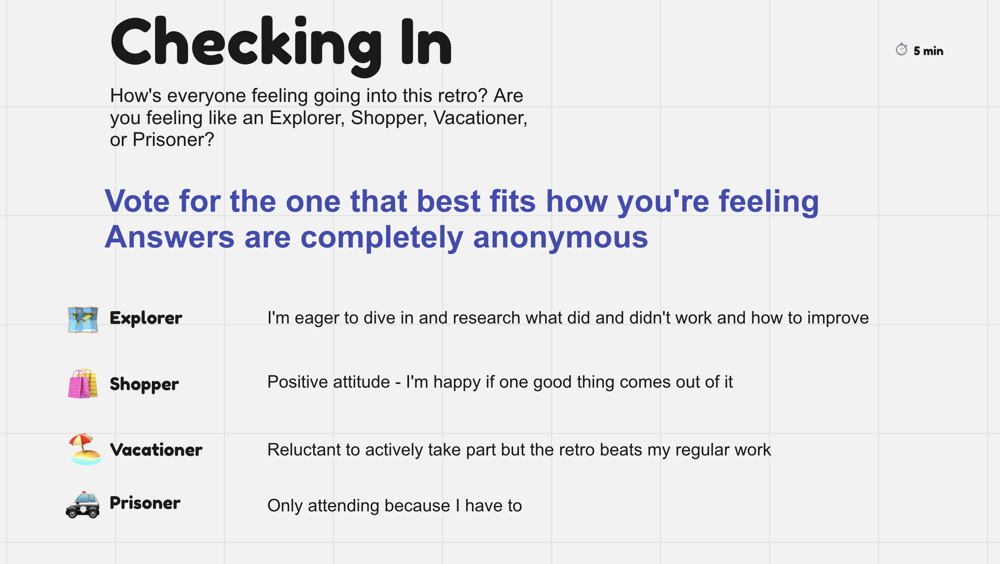 Checking In
5 min
How's everyone feeling going into this retro? Are
you feeling like an Explorer, Shopper, Vacationer,
or Prisoner?
Vote for the one that best fits how you're feeling
Answers are completely anonymous
Explorer
I'm eager to dive in and research what did and didn't work and how to improve
Shopper
Positive attitude - I'm happy if one good thing comes out of it
Vacationer
Reluctant to actively take part but the retro beats my regular work
Prisoner
Only attending because I have to